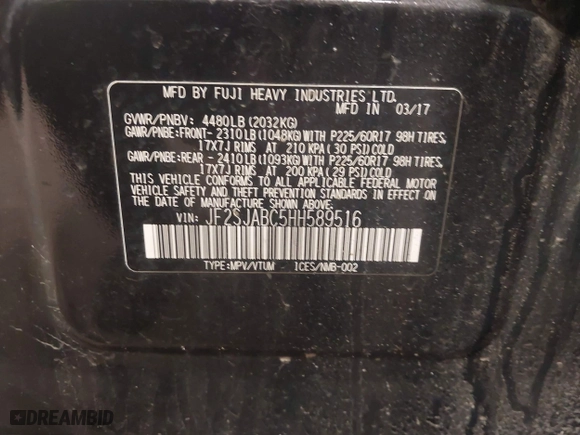 MFD BY FUJI HEAVY INDUSTRIES LTD.
MFD IN 03/17
GVWR/PNBV: 4480LB (2032KG)
GAWR/PNBE:FRONT- 2310LB (1048KG) WITH P225/60R17 98H TIRES,
17X7J RIMS AT 210 KPA ( 30 PSI) COLD
GAWR/PNBE:REAR - 2410LB (1093KG) WITH P225/60R17 98H TIRES,
17X7J RIMS AT 200 KPA ( 29 PSI) COLD
THIS VEHICLE CONFORMS TO ALL APPLICABLE FEDERAL MOTOR
VEHICLE SAFETY AND THEFT PREVENTION STANDARDS IN EFFECT
ON THE DATE OF MANUFACTURE SHOWN ABOVE.
VIN: JF2SJABC5HH589516
TYPE:MPV/VTUM ICES/NMB-002
DREAMBID